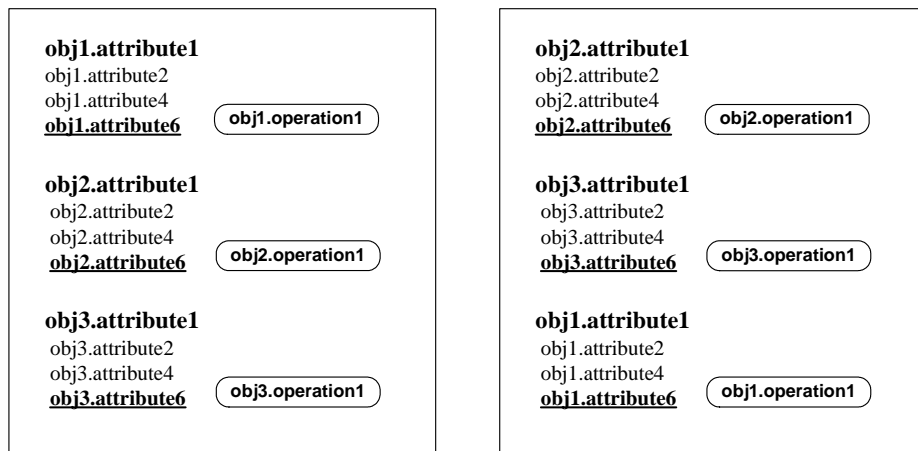 obj1.attribute1
obj1.attribute2
obj1.attribute4
obj1.attribute6
obj1.operation1
obj2.attribute1
obj2.attribute2
obj2.attribute4
obj2.attribute6
obj2.operation1
obj3.attribute1
obj3.attribute2
obj3.attribute4
obj3.attribute6
obj3.operation1
obj2.attribute1
obj2.attribute2
obj2.attribute4
obj2.attribute6
obj2.operation1
obj3.attribute1
obj3.attribute2
obj3.attribute4
obj3.attribute6
obj3.operation1
obj1.attribute1
obj1.attribute2
obj1.attribute4
obj1.attribute6
obj1.operation1